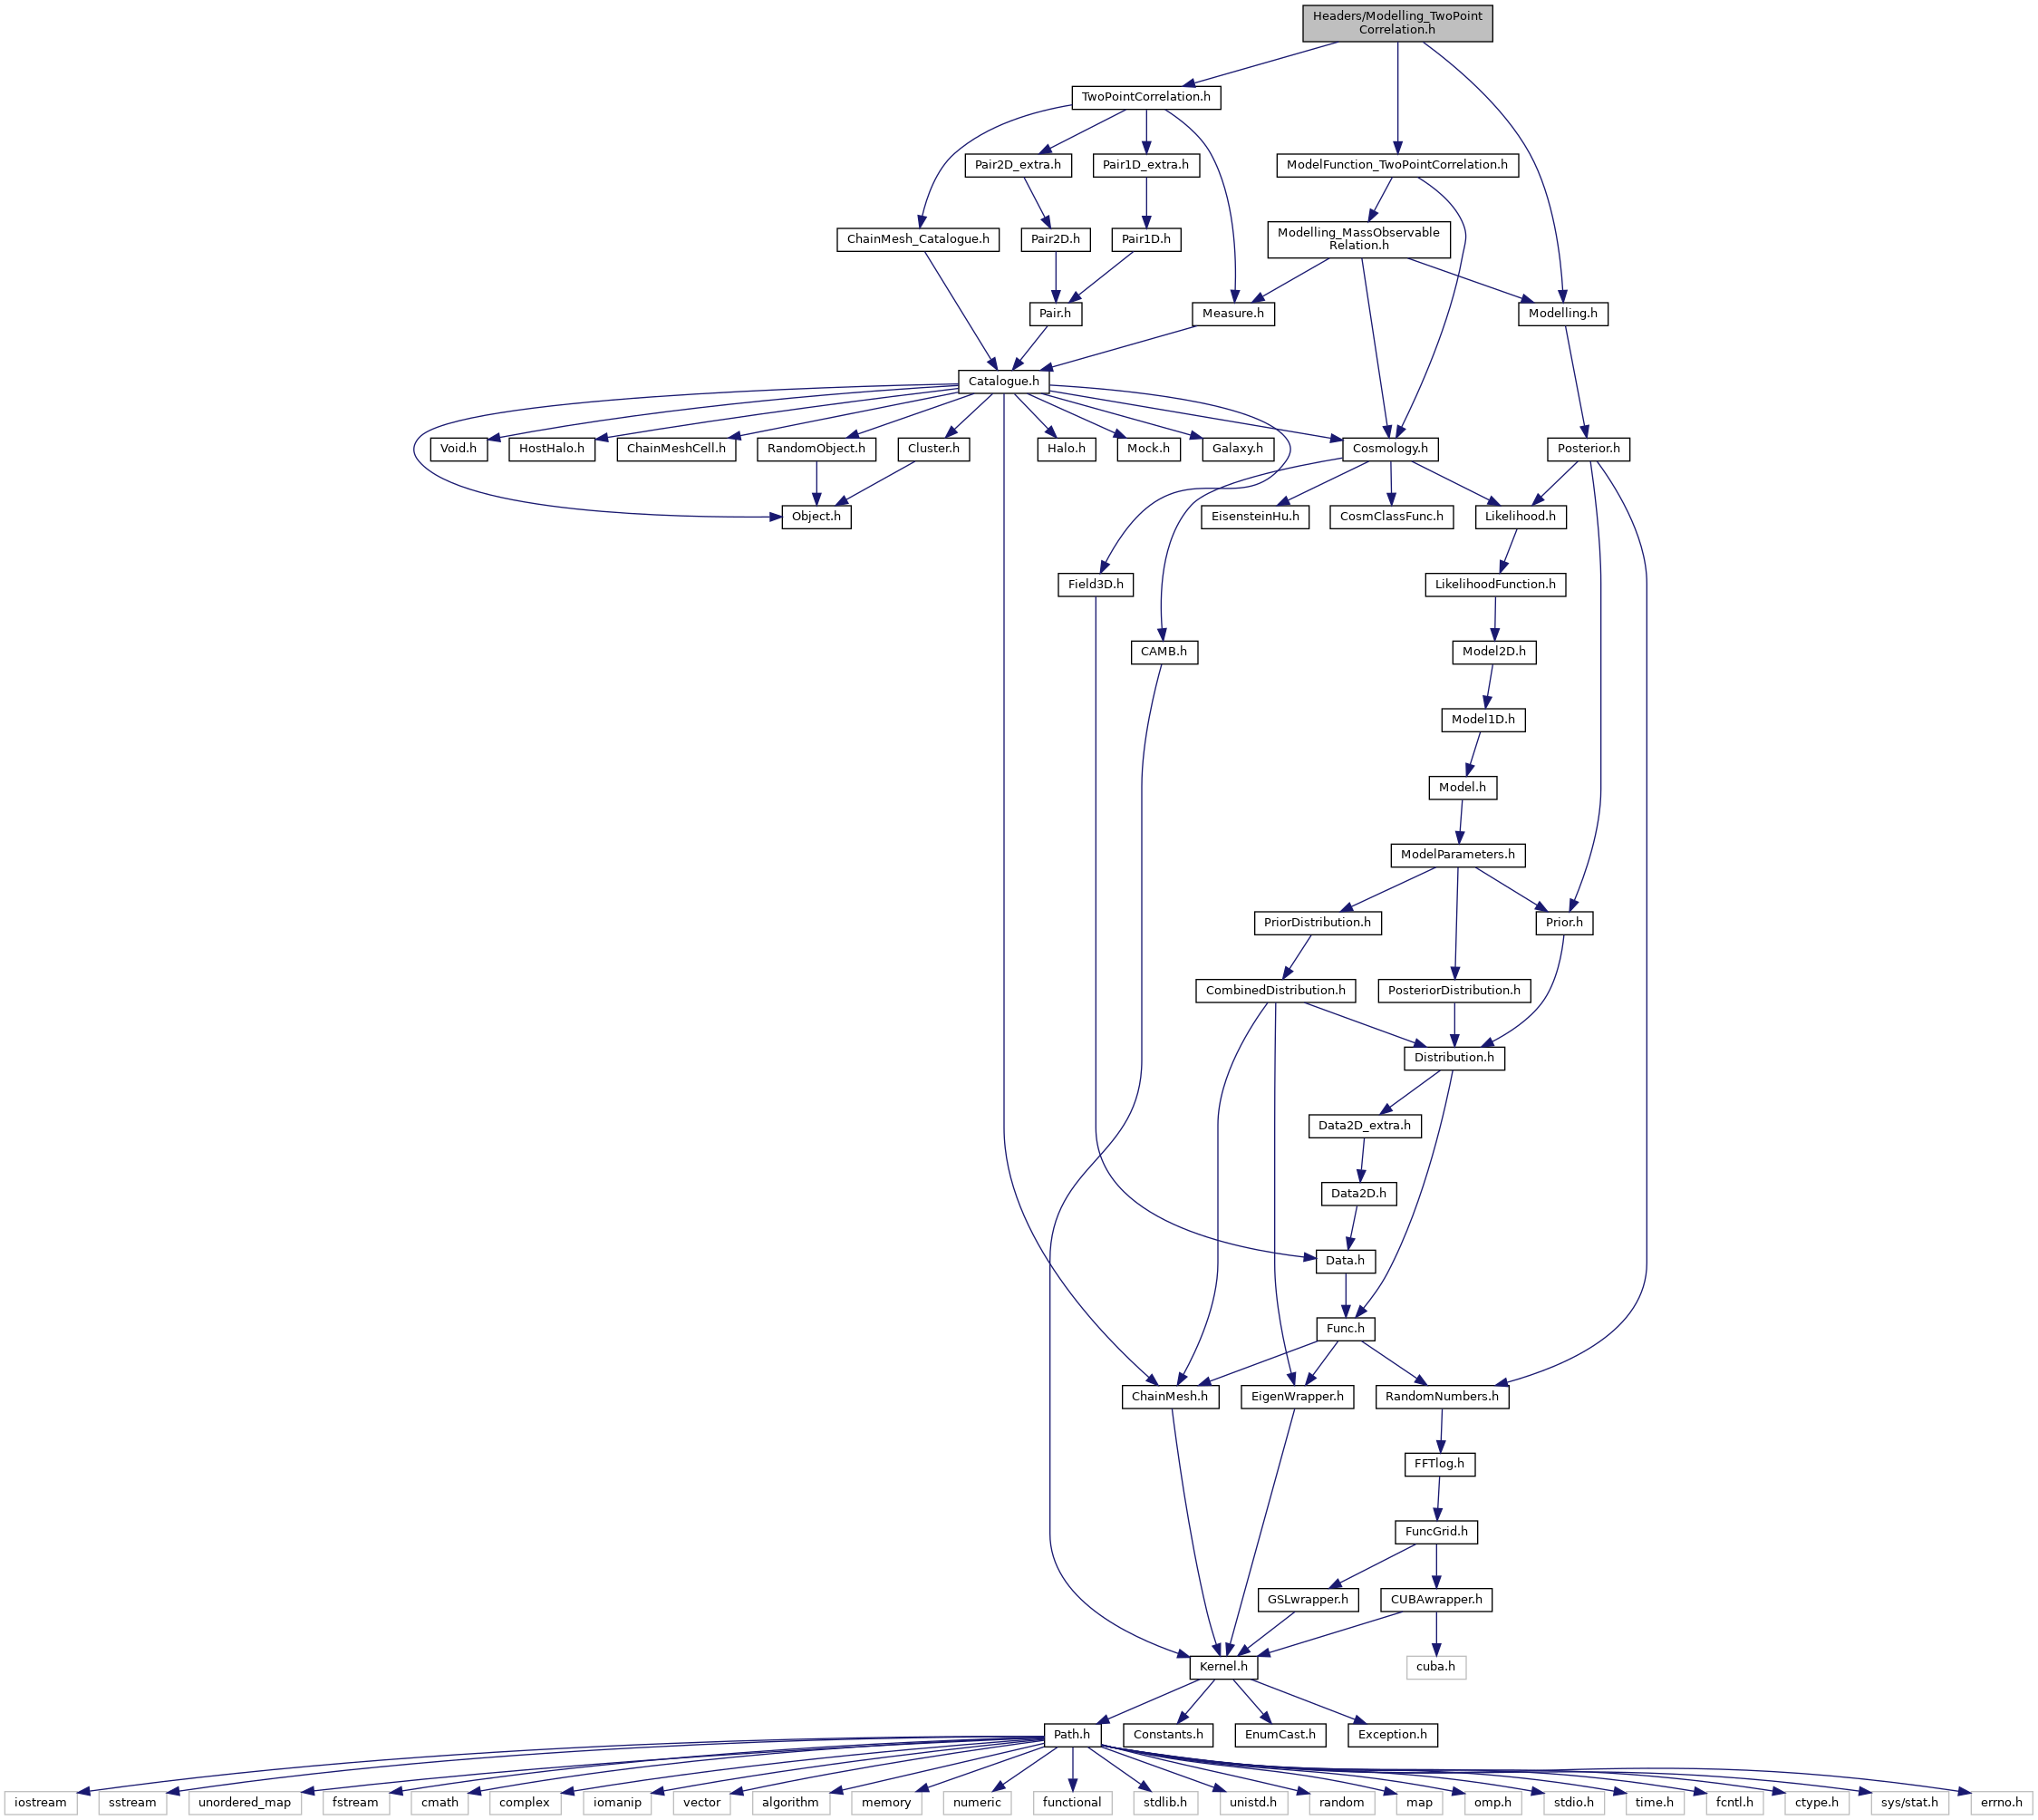 Headers/Modelling_TwoPoint
Correlation.h
TwoPointCorrelation.h
Pair2D_extra.h
Pair1D_extra.h
ModelFunction_TwoPointCorrelation.h
ChainMesh_Catalogue.h
Pair2D.h
Pair1D.h
Modelling_MassObservable
Relation.h
Pair.h
Measure.h
Modelling.h
Catalogue.h
Void.h
HostHalo.h
ChainMeshCell.h
RandomObject.h
Cluster.h
Halo.h
Mock.h
Galaxy.h
Cosmology.h
Posterior.h
Object.h
EisensteinHu.h
CosmClassFunc.h
Likelihood.h
Field3D.h
LikelihoodFunction.h
CAMB.h
Model2D.h
Model1D.h
Model.h
ModelParameters.h
PriorDistribution.h
Prior.h
CombinedDistribution.h
PosteriorDistribution.h
Distribution.h
Data2D_extra.h
Data2D.h
Data.h
Func.h
ChainMesh.h
EigenWrapper.h
RandomNumbers.h
FFTlog.h
FuncGrid.h
GSLwrapper.h
CUBAwrapper.h
Kernel.h
cuba.h
Path.h
Constants.h
EnumCast.h
Exception.h
iostream
sstream
unordered_map
fstream
cmath
complex
iomanip
vector
algorithm
memory
numeric
functional
stdlib.h
unistd.h
random
map
omp.h
stdio.h
time.h
fcntl.h
ctype.h
sys/stat.h
errno.h